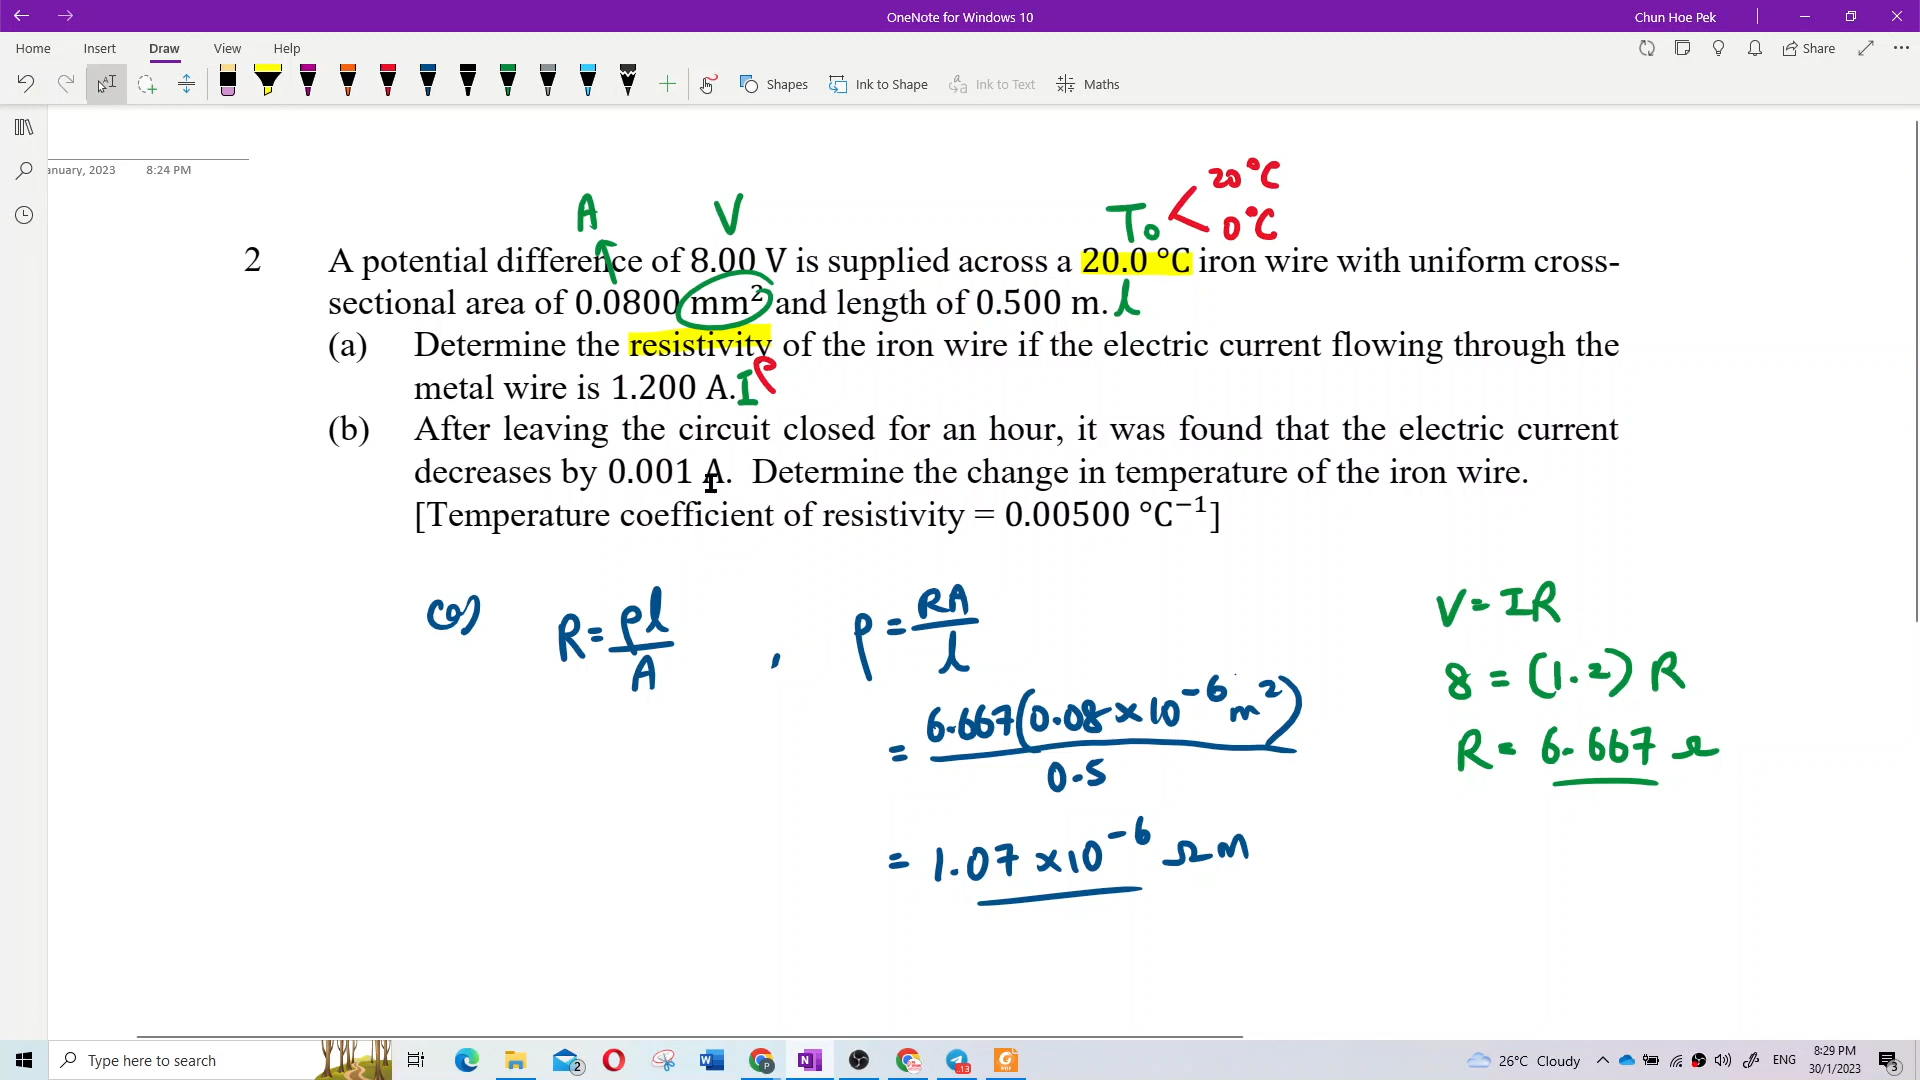 OneNote for Windows 10
Chun Hoe Pek
Home Insert Draw View Help
Share
Shapes Ink to Shape Ink to Text Maths
anuary, 2023 8:24 PM
20°C
A V T₀ < 0°C
2 A potential difference of 8.00 V is supplied across a 20.0 °C iron wire with uniform cross-
sectional area of 0.0800 mm² and length of 0.500 m. l
(a) Determine the resistivity of the iron wire if the electric current flowing through the
metal wire is 1.200 A. I ρ
(b) After leaving the circuit closed for an hour, it was found that the electric current
decreases by 0.001 A. Determine the change in temperature of the iron wire.
[Temperature coefficient of resistivity = 0.00500 °C⁻¹]
(a) R = ρl/A , ρ = RA/l
V = IR
= 6.667(0.08 × 10⁻⁶ m²)/0.5
8 = (1.2) R
R = 6.667 Ω
= 1.07 × 10⁻⁶ Ωm
Type here to search
2
P
W
N
13
PDF
26°C Cloudy
ENG
8:29 PM
30/1/2023
3